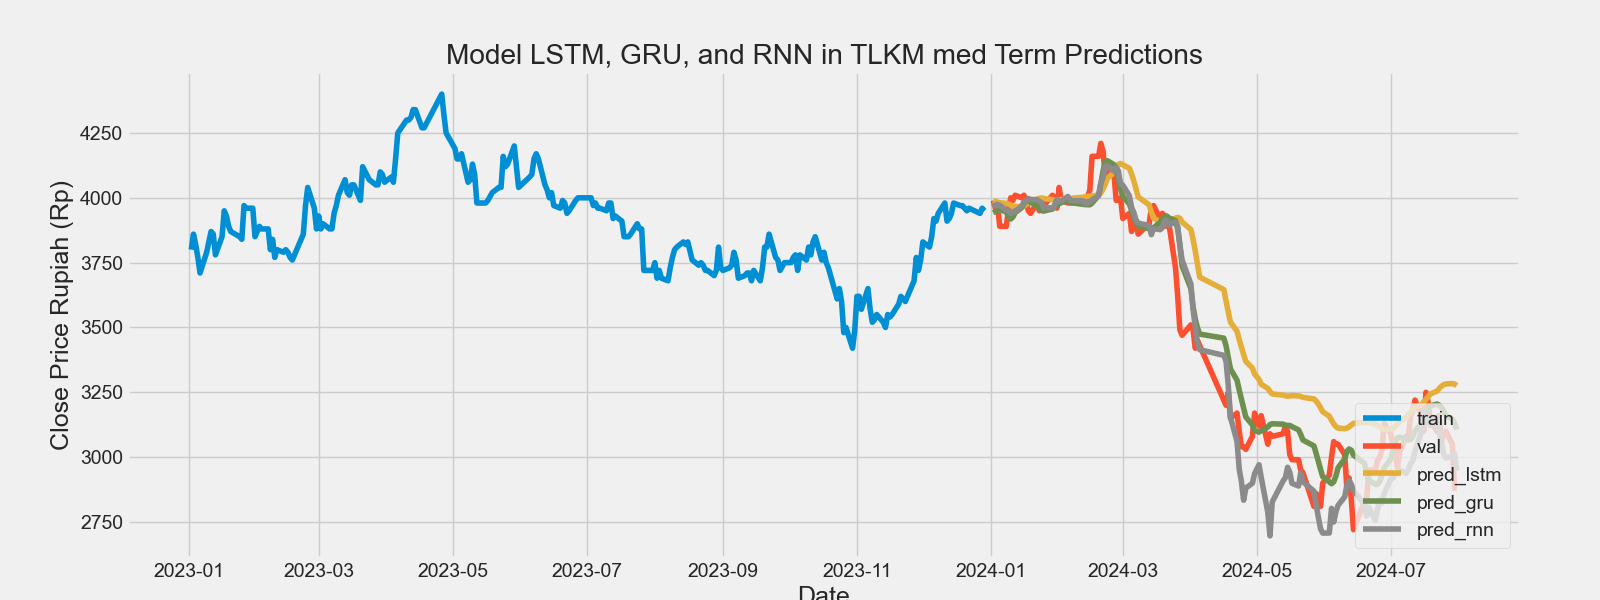 Model LSTM, GRU, and RNN in TLKM med Term Predictions
Close Price Rupiah (Rp)
4250
4000
3750
3500
3250
3000
2750
train
val
pred_lstm
pred_gru
pred_rnn
2023-01 2023-03 2023-05 2023-07 2023-09 2023-11 2024-01 2024-03 2024-05 2024-07
Date